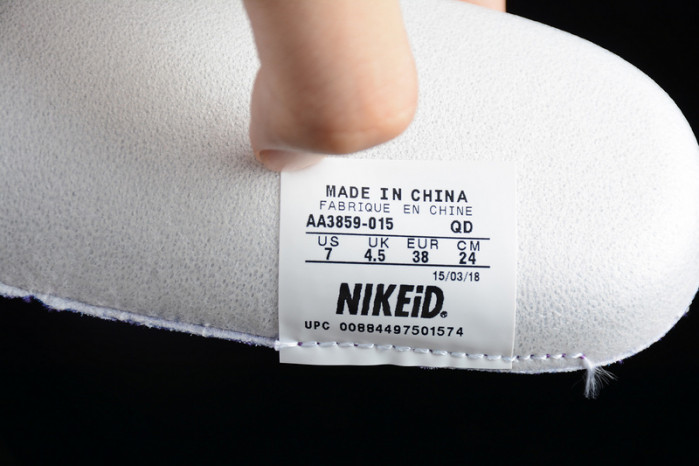 MADE IN CHINA
FABRIQUE EN CHINE
AA3859-015 QD
US UK EUR CM
7 4.5 38 24
15/03/18
NIKEiD®
UPC 00884497501574